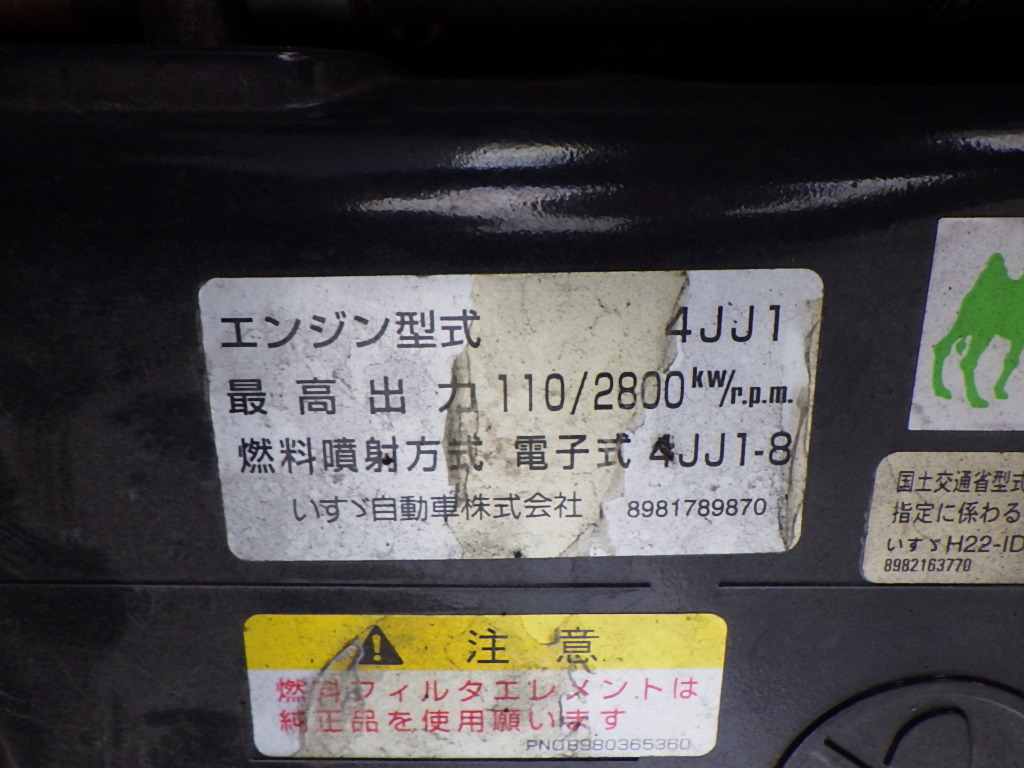 エンジン型式 4JJ1
最高出力 110/2800kW/r.p.m.
燃料噴射方式 電子式 4JJ1-8
いすゞ自動車株式会社 8981789870
国土交通省型式
指定に係わる
いすゞH22-ID
8982163770
注意
燃料フィルタエレメントは
純正品を使用願います
PNO8980365360